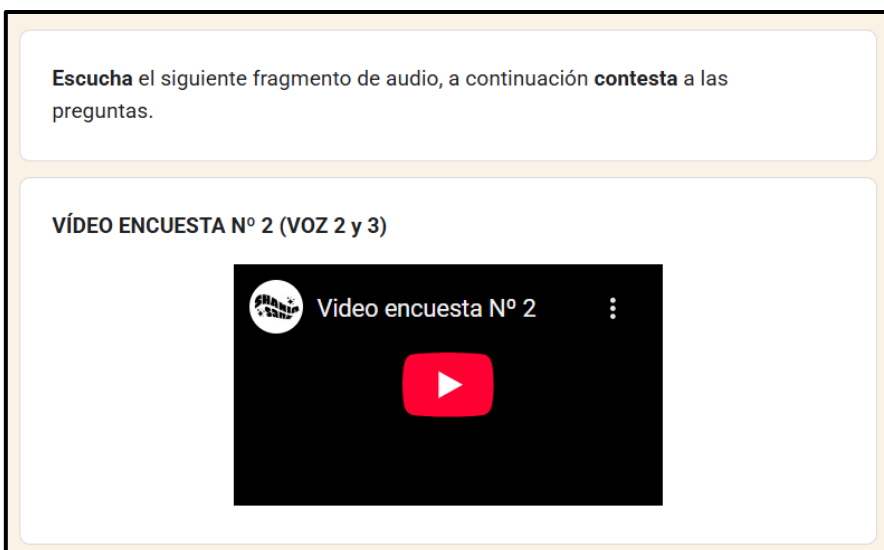 Escucha el siguiente fragmento de audio, a continuación contesta a las
preguntas.
VÍDEO ENCUESTA Nº 2 (VOZ 2 y 3)
Video encuesta Nº 2